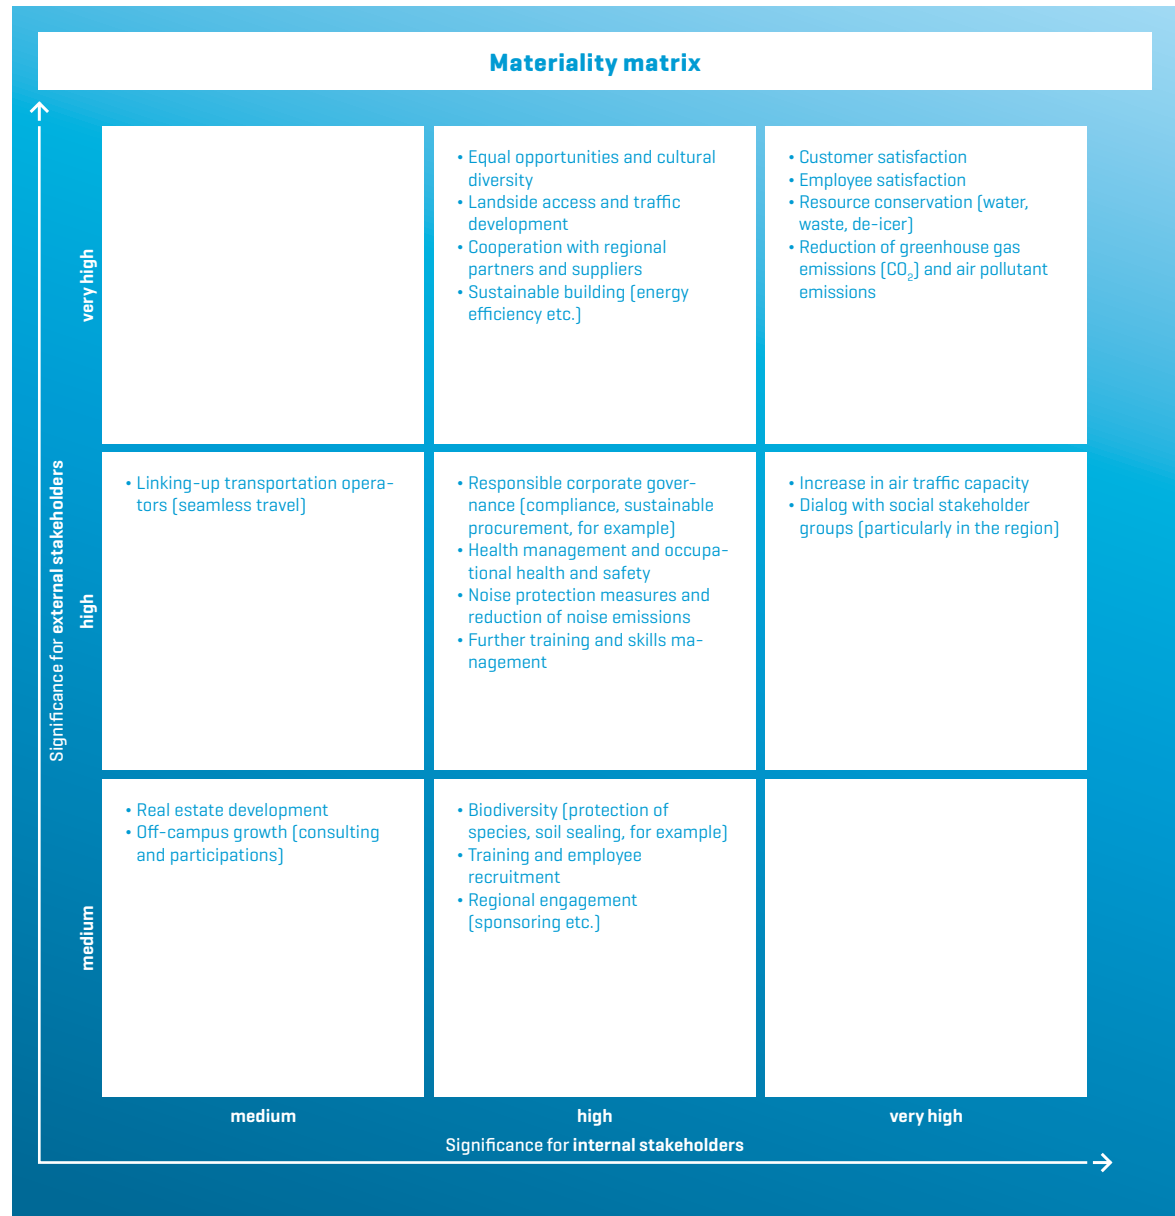 Materiality matrix
Significance for external stakeholders
very high
• Equal opportunities and cultural
diversity
• Landside access and traffic
development
• Cooperation with regional
partners and suppliers
• Sustainable building (energy
efficiency etc.)
• Customer satisfaction
• Employee satisfaction
• Resource conservation (water,
waste, de-icer)
• Reduction of greenhouse gas
emissions (CO₂) and air pollutant
emissions
high
• Linking-up transportation opera-
tors (seamless travel)
• Responsible corporate gover-
nance (compliance, sustainable
procurement, for example)
• Health management and occupa-
tional health and safety
• Noise protection measures and
reduction of noise emissions
• Further training and skills ma-
nagement
• Increase in air traffic capacity
• Dialog with social stakeholder
groups (particularly in the region)
medium
• Real estate development
• Off-campus growth (consulting
and participations)
• Biodiversity (protection of
species, soil sealing, for example)
• Training and employee
recruitment
• Regional engagement
(sponsoring etc.)
medium
high
very high
Significance for internal stakeholders